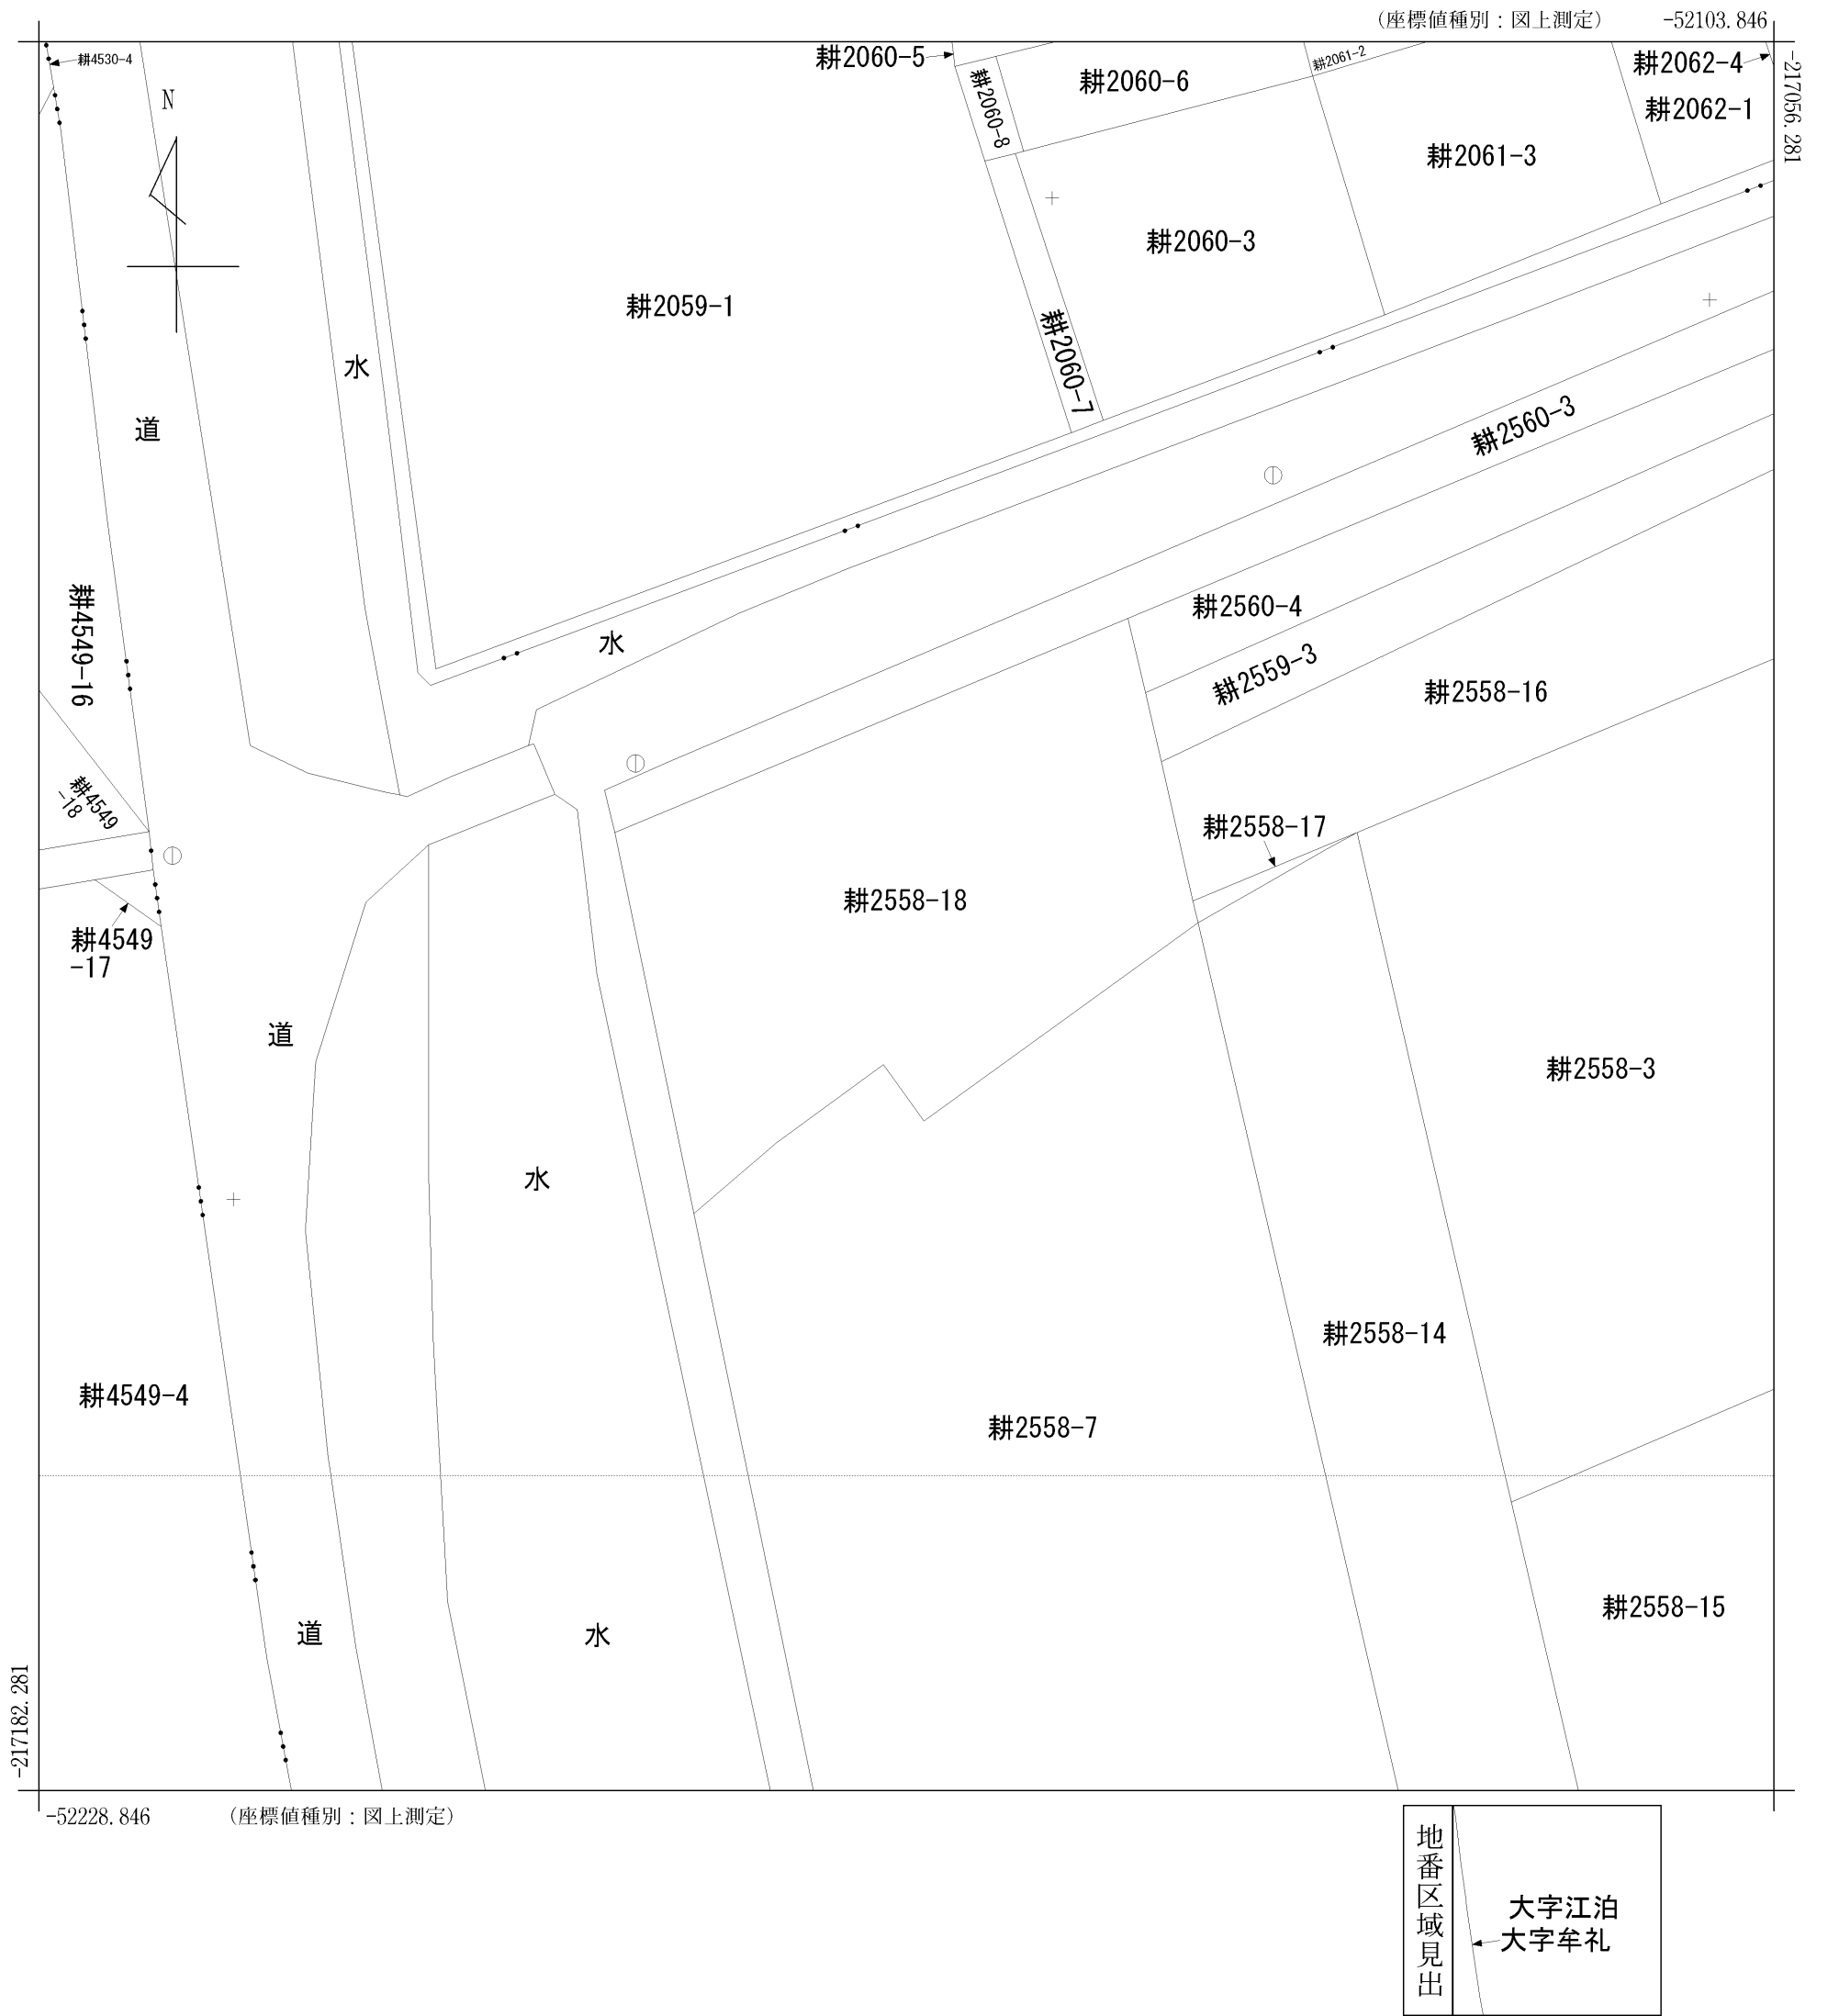 (座標値種別：図上測定) -52103.846
-217056.281
耕4530-4
耕2060-5
耕2060-8
耕2060-6
耕2061-2
耕2062-4
耕2062-1
N
耕2061-3
耕2060-3
耕2059-1
耕2060-7
水
道
耕2560-3
耕4549-16
水
耕2560-4
耕2559-3
耕2558-16
耕4549
-18
耕2558-17
耕2558-18
耕4549
-17
道
耕2558-3
水
耕2558-14
耕4549-4
耕2558-7
耕2558-15
道
水
-217182.281
-52228.846 (座標値種別：図上測定)
地番区域見出
大字江泊
大字牟礼